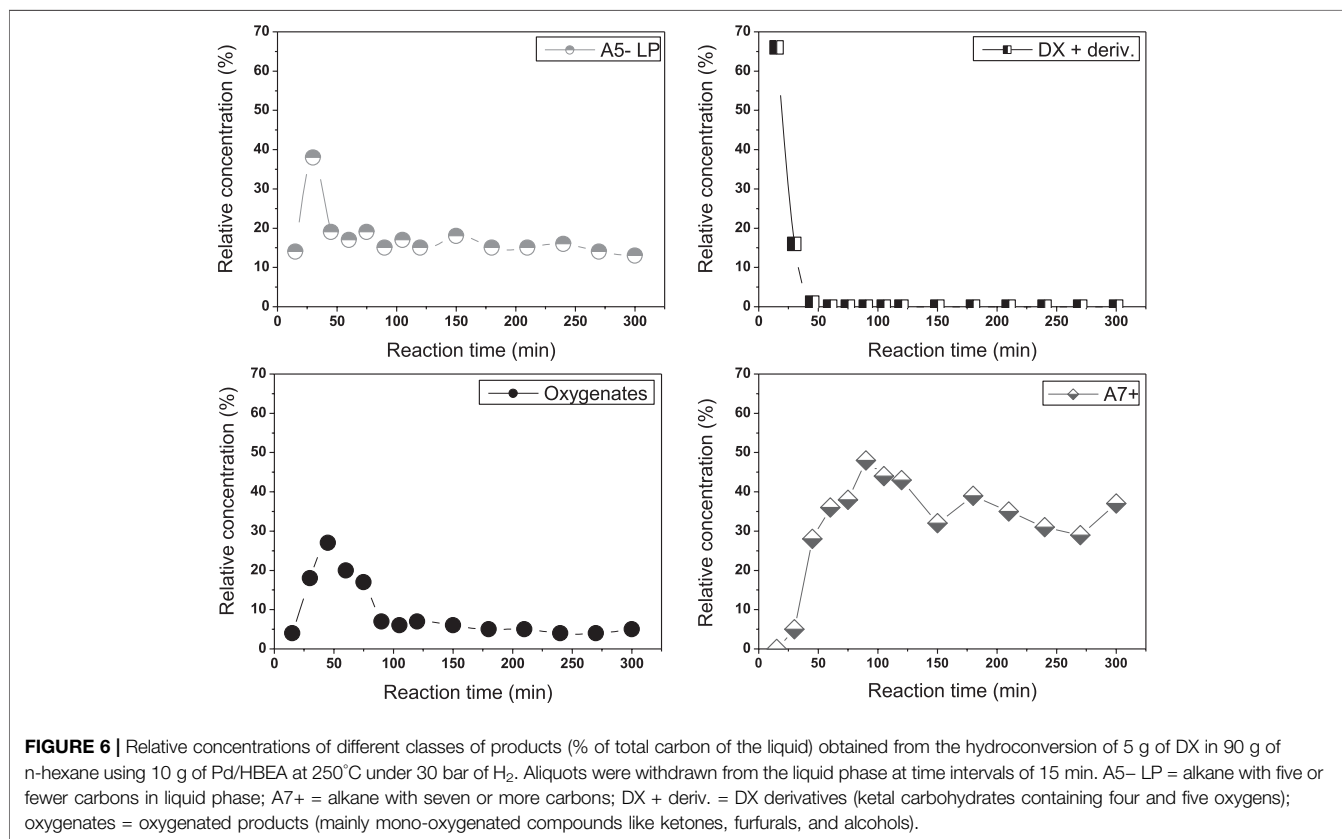 A5- LP
Relative concentration (%)
70
60
50
40
30
20
10
0
0 50 100 150 200 250 300
Reaction time (min)
DX + deriv.
Relative concentration (%)
70
60
50
40
30
20
10
0
0 50 100 150 200 250 300
Reaction time (min)
Oxygenates
Relative concentration (%)
70
60
50
40
30
20
10
0
0 50 100 150 200 250 300
Reaction time (min)
A7+
Relative concentration (%)
70
60
50
40
30
20
10
0
0 50 100 150 200 250 300
Reaction time (min)
FIGURE 6 | Relative concentrations of different classes of products (% of total carbon of the liquid) obtained from the hydroconversion of 5 g of DX in 90 g of
n-hexane using 10 g of Pd/HBEA at 250°C under 30 bar of H₂. Aliquots were withdrawn from the liquid phase at time intervals of 15 min. A5– LP = alkane with five or
fewer carbons in liquid phase; A7+ = alkane with seven or more carbons; DX + deriv. = DX derivatives (ketal carbohydrates containing four and five oxygens);
oxygenates = oxygenated products (mainly mono-oxygenated compounds like ketones, furfurals, and alcohols).